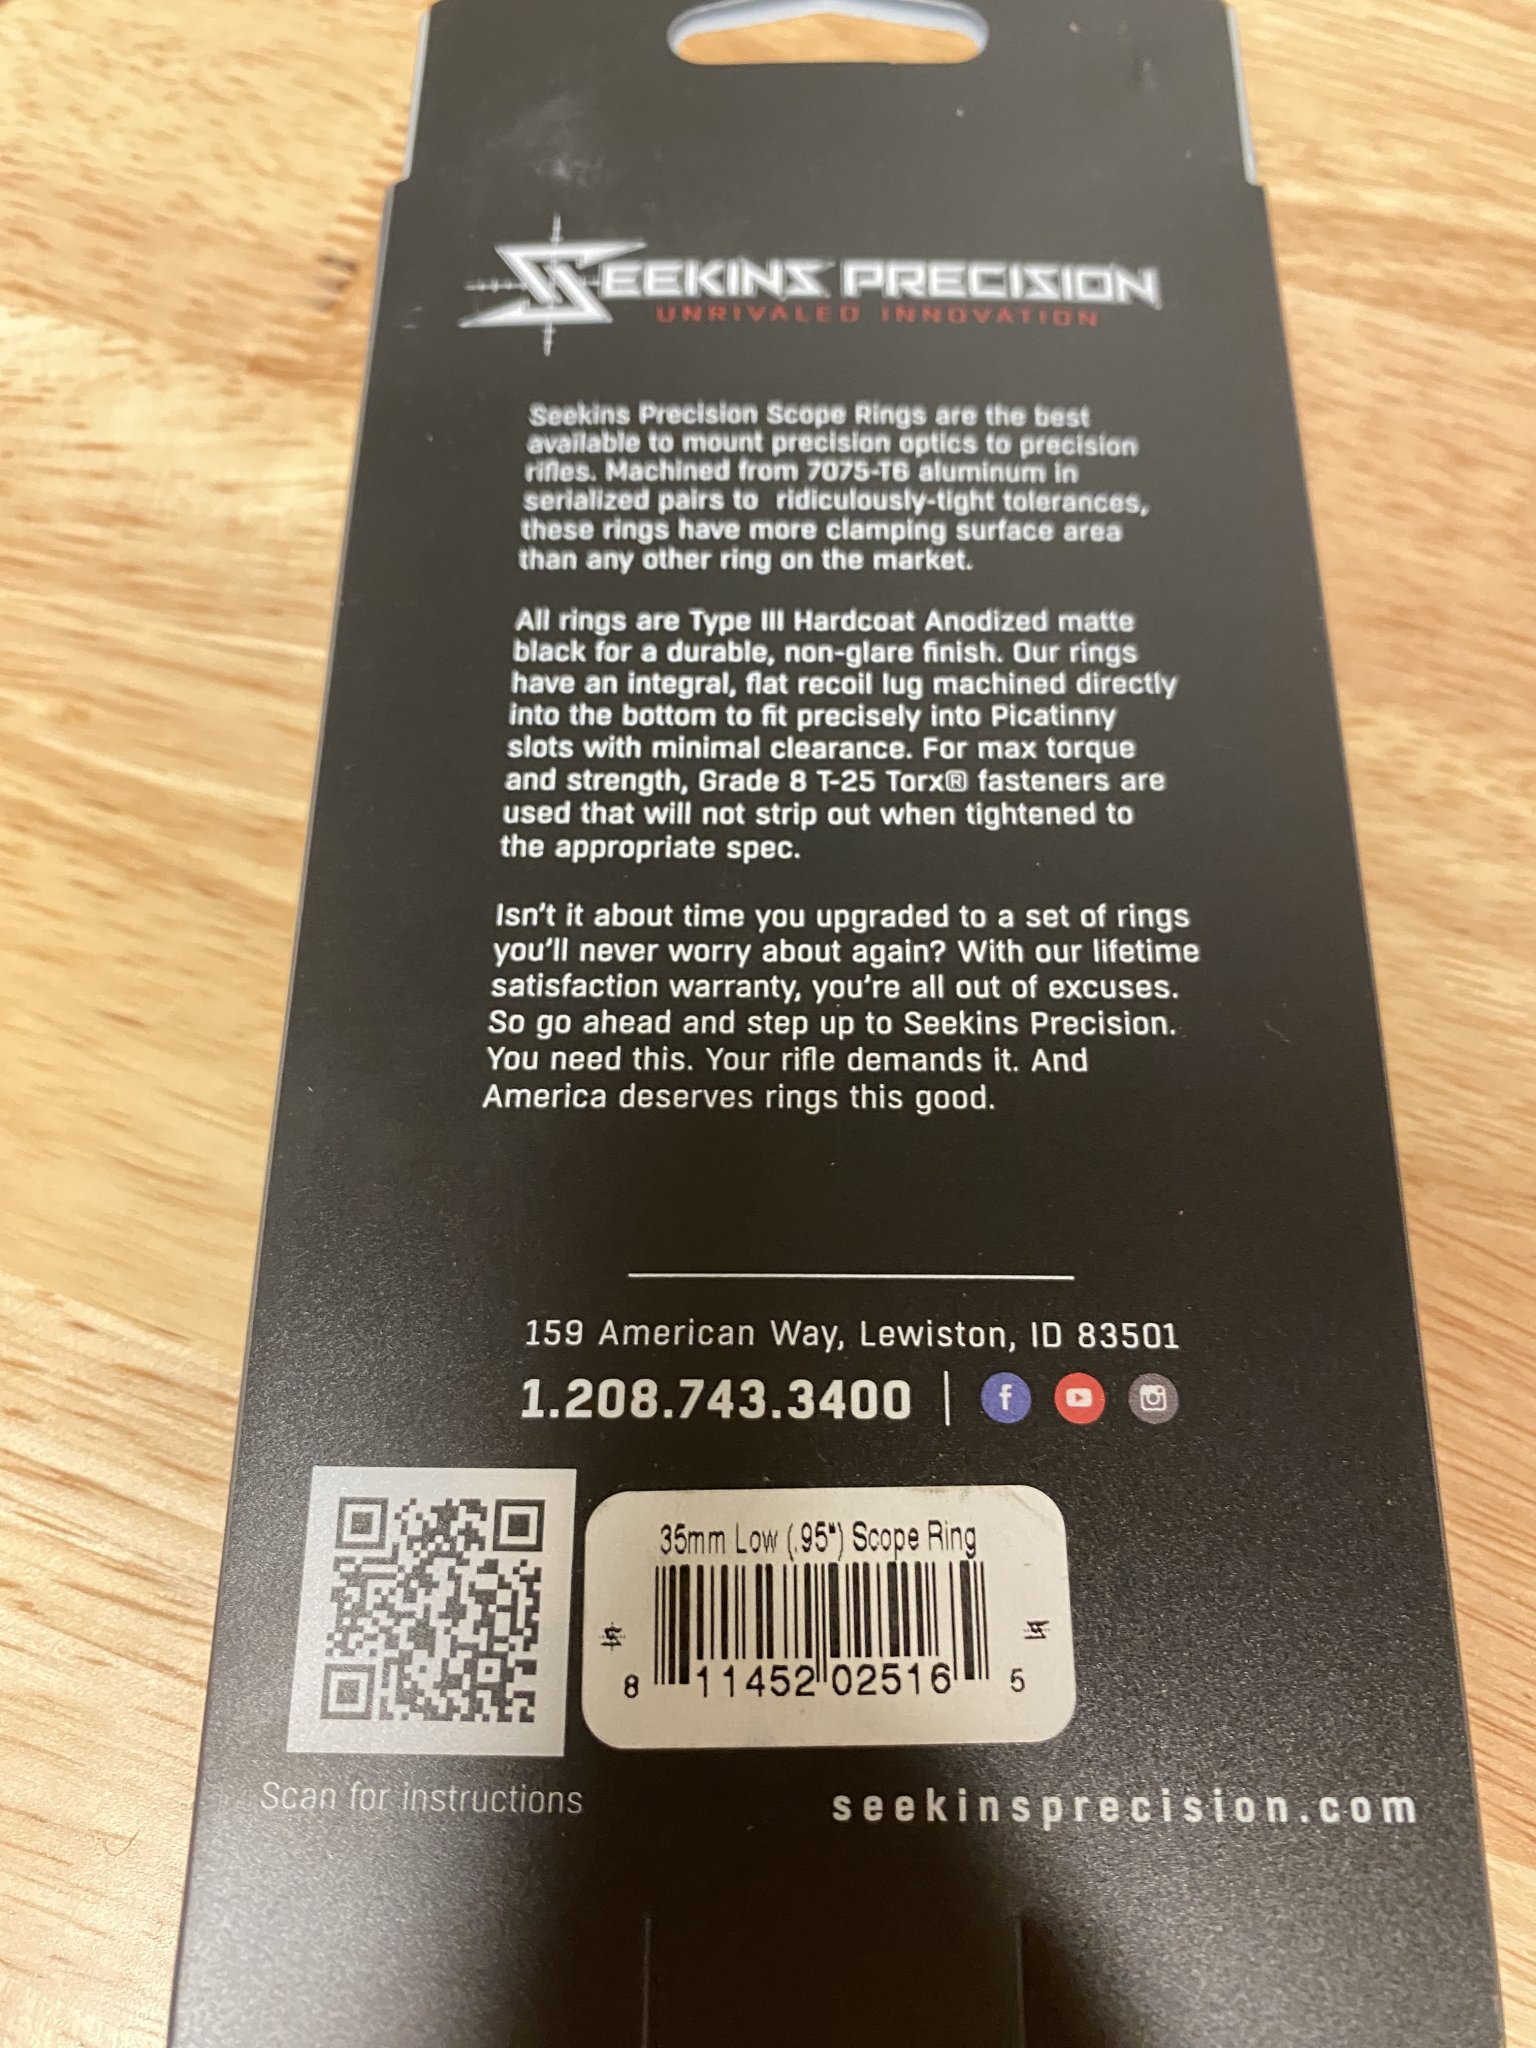 SEEKINS PRECISION
UNRIVALED INNOVATION
Seekins Precision Scope Rings are the best
available to mount precision optics to precision
rifles. Machined from 7075-T6 aluminum in
serialized pairs to ridiculously-tight tolerances,
these rings have more clamping surface area
than any other ring on the market.
All rings are Type III Hardcoat Anodized matte
black for a durable, non-glare finish. Our rings
have an integral, flat recoil lug machined directly
into the bottom to fit precisely into Picatinny
slots with minimal clearance. For max torque
and strength, Grade 8 T-25 Torx® fasteners are
used that will not strip out when tightened to
the appropriate spec.
Isn't it about time you upgraded to a set of rings
you'll never worry about again? With our lifetime
satisfaction warranty, you're all out of excuses.
So go ahead and step up to Seekins Precision.
You need this. Your rifle demands it. And
America deserves rings this good.
159 American Way, Lewiston, ID 83501
1.208.743.3400
35mm Low (.95") Scope Ring
8 11452 02516 5
Scan for instructions
seekinsprecision.com